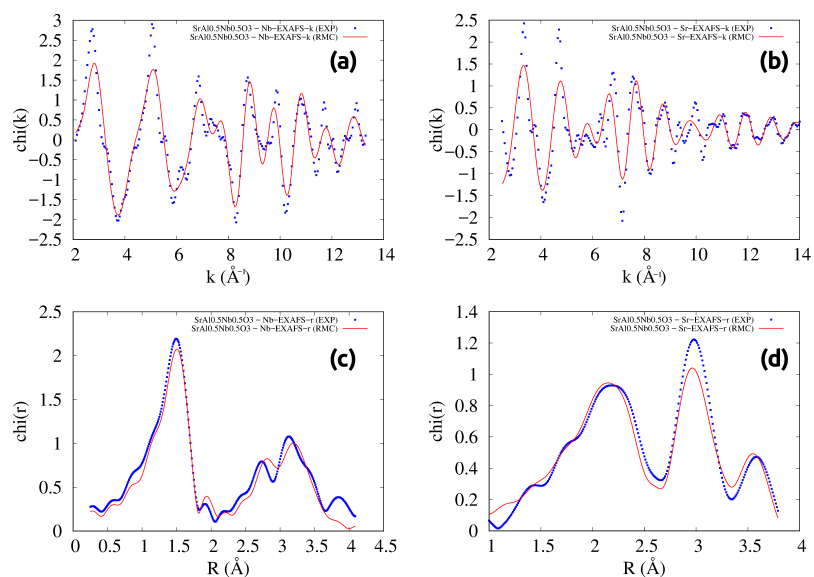 SrAl0.5Nb0.5O3 − Nb−EXAFS−k (EXP)
SrAl0.5Nb0.5O3 − Nb−EXAFS−k (RMC)
(a)
chi(k)
3
2.5
2
1.5
1
0.5
0
−0.5
−1
−1.5
−2
−2.5
2 4 6 8 10 12 14
k (Å⁻¹)
SrAl0.5Nb0.5O3 − Sr−EXAFS−k (EXP)
SrAl0.5Nb0.5O3 − Sr−EXAFS−k (RMC)
(b)
chi(k)
2.5
2
1.5
1
0.5
0
−0.5
−1
−1.5
−2
−2.5
2 4 6 8 10 12 14
k (Å⁻¹)
SrAl0.5Nb0.5O3 − Nb−EXAFS−r (EXP)
SrAl0.5Nb0.5O3 − Nb−EXAFS−r (RMC)
(c)
chi(r)
2.5
2
1.5
1
0.5
0
0 0.5 1 1.5 2 2.5 3 3.5 4 4.5
R (Å)
SrAl0.5Nb0.5O3 − Sr−EXAFS−r (EXP)
SrAl0.5Nb0.5O3 − Sr−EXAFS−r (RMC)
(d)
chi(r)
1.4
1.2
1
0.8
0.6
0.4
0.2
0
1 1.5 2 2.5 3 3.5 4
R (Å)